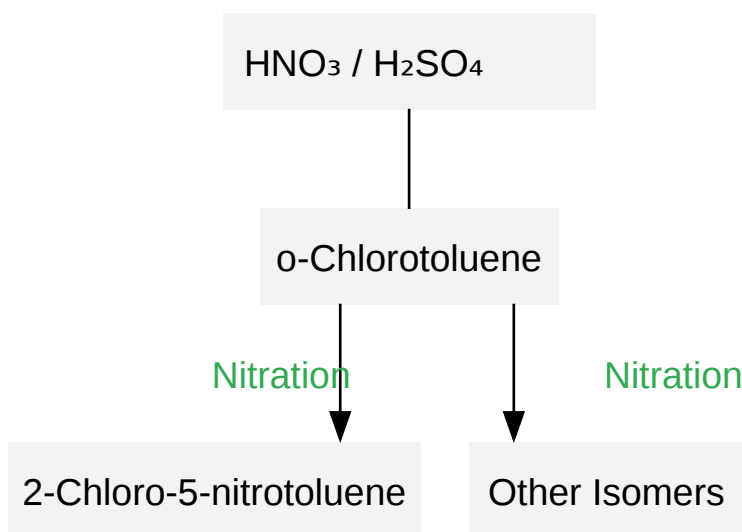 HNO₃ / H₂SO₄
o-Chlorotoluene
Nitration
Nitration
2-Chloro-5-nitrotoluene
Other Isomers